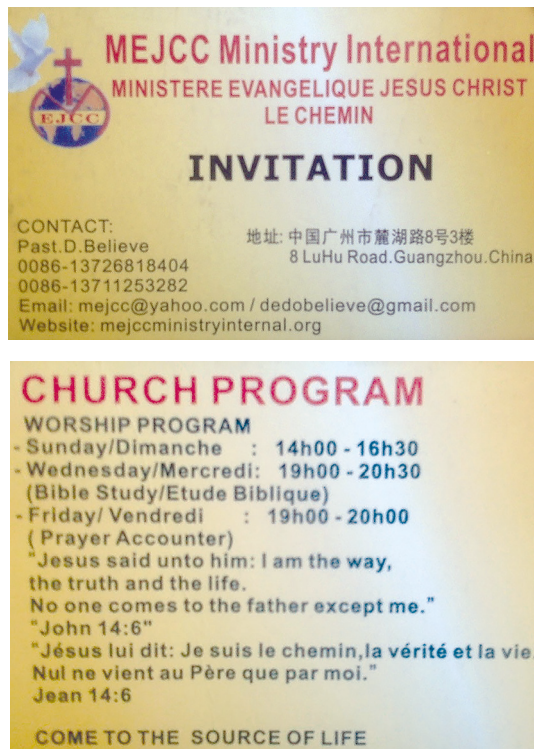 MEJCC Ministry International
MINISTERE EVANGELIQUE JESUS CHRIST
LE CHEMIN
EJCC
INVITATION
CONTACT:
Past.D.Believe
0086-13726818404
0086-13711253282
地址: 中国广州市麓湖路8号3楼
8 LuHu Road.Guangzhou.China
Email: mejcc@yahoo.com / dedobelieve@gmail.com
Website: mejccministryinternal.org
CHURCH PROGRAM
WORSHIP PROGRAM
- Sunday/Dimanche : 14h00 - 16h30
- Wednesday/Mercredi: 19h00 - 20h30
(Bible Study/Etude Biblique)
- Friday/ Vendredi : 19h00 - 20h00
( Prayer Accounter)
"Jesus said unto him: I am the way,
the truth and the life.
No one comes to the father except me."
"John 14:6"
"Jésus lui dit: Je suis le chemin,la vérité et la vie
Nul ne vient au Père que par moi."
Jean 14:6
COME TO THE SOURCE OF LIFE